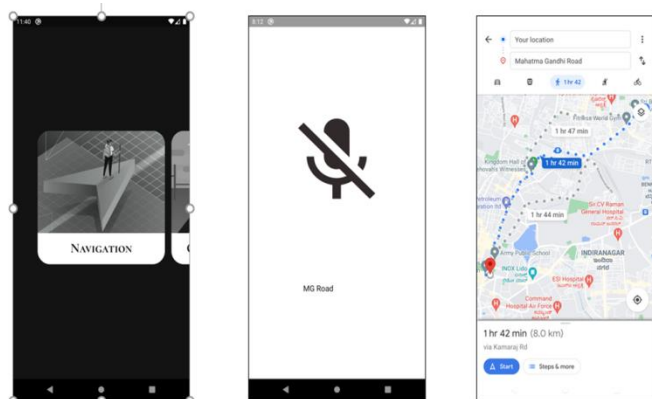 11:40
NAVIGATION
8:12
MG Road
Your location
Mahatma Gandhi Road
1 hr 42
1 hr 47 min
Kingdom Hall of
1 hr 42 min
Sir CV Raman
General Hospital
1 hr 44 min
Army Public School
INDIRANAGAR
INOX Lido
ESI Hospital
Command
Hospital Air Force
1 hr 42 min (8.0 km)
via Kamaraj Rd
Start
Steps & more